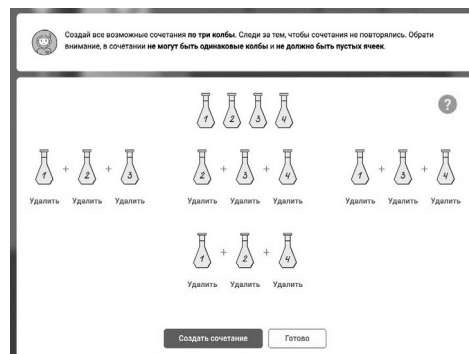 Создай все возможные сочетания по три колбы. Следи за тем, чтобы сочетания не повторялись. Обрати
внимание, в сочетании не могут быть одинаковые колбы и не должно быть пустых ячеек.
1 2 3 4
?
1 + 2 + 3 2 + 3 + 4 1 + 3 + 4
Удалить Удалить Удалить Удалить Удалить Удалить Удалить Удалить Удалить
1 + 2 + 4
Удалить Удалить Удалить
Создать сочетание Готово